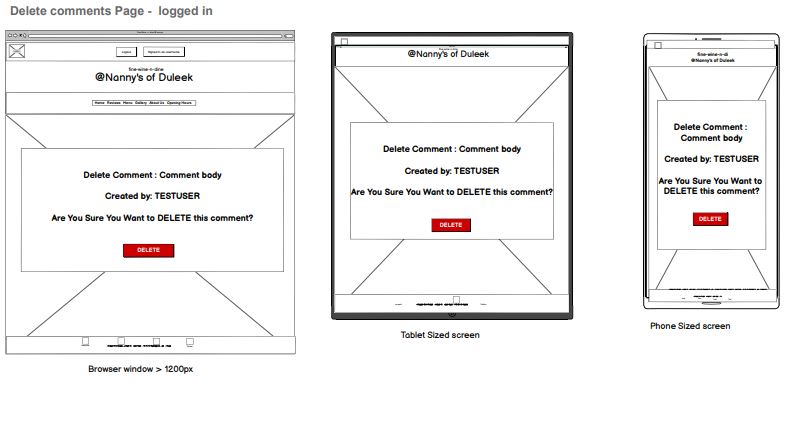 Delete comments Page - logged in
Logout
Signed in as username
fine-wine-n-dine
@Nanny's of Duleek
Home Reviews Menu Gallery About Us Opening Hours
Delete Comment : Comment body
Created by: TESTUSER
Are You Sure You Want to DELETE this comment?
DELETE
Browser window > 1200px
@Nanny's of Duleek
Delete Comment : Comment body
Created by: TESTUSER
Are You Sure You Want to DELETE this comment?
DELETE
Tablet Sized screen
fine-wine-n-di
@Nanny's of Duleek
Delete Comment :
Comment body
Created by: TESTUSER
Are You Sure You Want to
DELETE this comment?
DELETE
Phone Sized screen